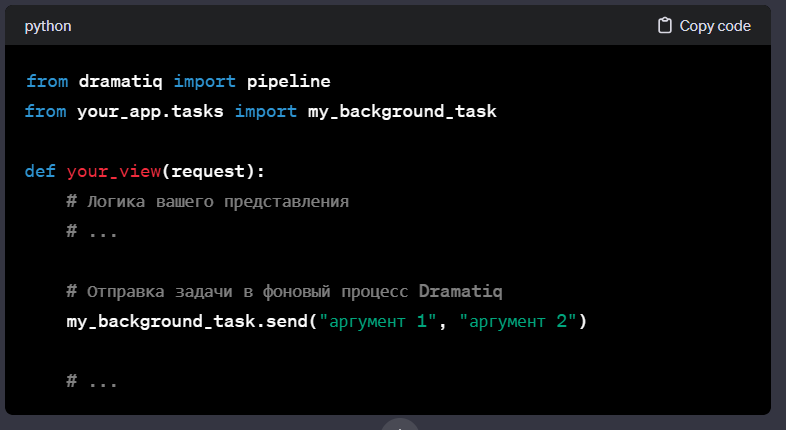 python
Copy code
from dramatiq import pipeline
from your_app.tasks import my_background_task
def your_view(request):
# Логика вашего представления
# ...
# Отправка задачи в фоновый процесс Dramatiq
my_background_task.send("аргумент 1", "аргумент 2")
# ...